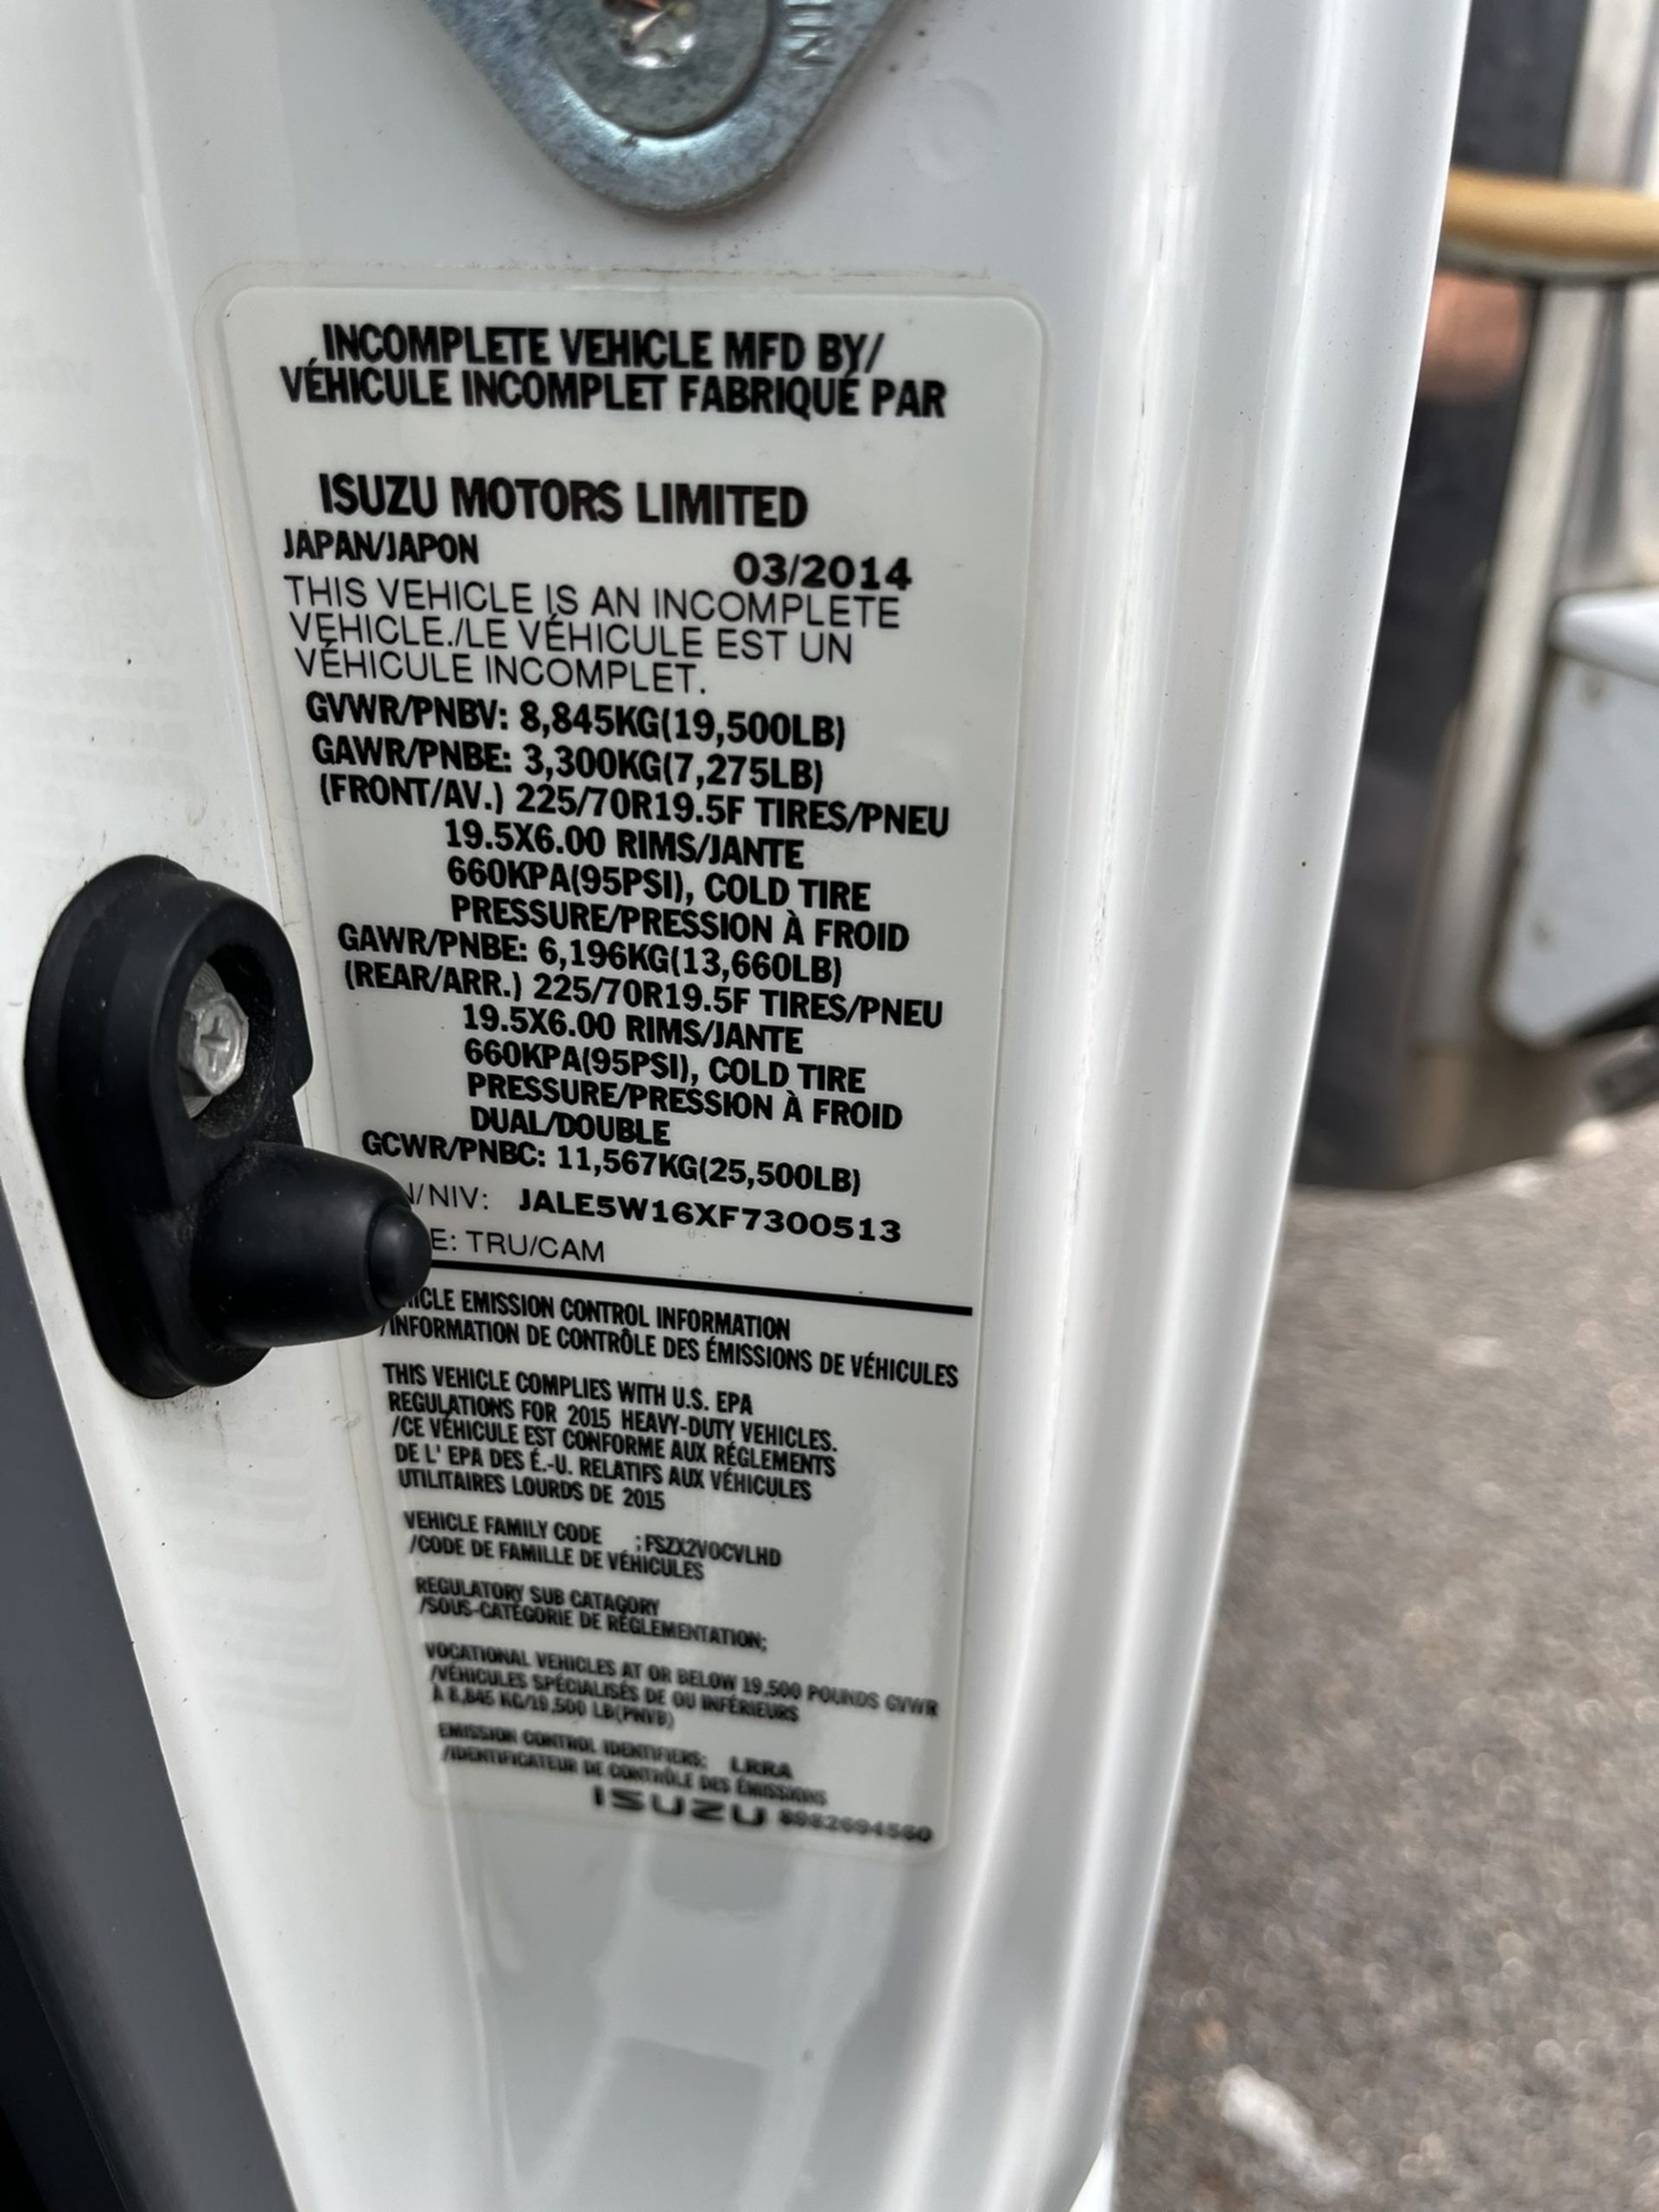 INCOMPLETE VEHICLE MFD BY/
VÉHICULE INCOMPLET FABRIQUÉ PAR
ISUZU MOTORS LIMITED
JAPAN/JAPON 03/2014
THIS VEHICLE IS AN INCOMPLETE
VEHICLE./LE VÉHICULE EST UN
VÉHICULE INCOMPLET.
GVWR/PNBV: 8,845KG(19,500LB)
GAWR/PNBE: 3,300KG(7,275LB)
(FRONT/AV.) 225/70R19.5F TIRES/PNEU
19.5X6.00 RIMS/JANTE
660KPA(95PSI), COLD TIRE
PRESSURE/PRESSION À FROID
GAWR/PNBE: 6,196KG(13,660LB)
(REAR/ARR.) 225/70R19.5F TIRES/PNEU
19.5X6.00 RIMS/JANTE
660KPA(95PSI), COLD TIRE
PRESSURE/PRESSION À FROID
DUAL/DOUBLE
GCWR/PNBC: 11,567KG(25,500LB)
N/NIV: JALE5W16XF7300513
E: TRU/CAM
ICLE EMISSION CONTROL INFORMATION
/INFORMATION DE CONTRÔLE DES ÉMISSIONS DE VÉHICULES
THIS VEHICLE COMPLIES WITH U.S. EPA
REGULATIONS FOR 2015 HEAVY-DUTY VEHICLES.
/CE VÉHICULE EST CONFORME AUX RÉGLEMENTS
DE L' EPA DES É.-U. RELATIFS AUX VÉHICULES
UTILITAIRES LOURDS DE 2015
VEHICLE FAMILY CODE :FSZX2VOCVLHD
/CODE DE FAMILLE DE VÉHICULES
REGULATORY SUB CATAGORY
/SOUS-CATÉGORIE DE RÉGLEMENTATION;
VOCATIONAL VEHICLES AT OR BELOW 19,500 POUNDS GVWR
/VÉHICULES SPÉCIALISÉS DE OU INFÉRIEURS
À 8,845 KG/19,500 LB(PNVB)
EMISSION CONTROL IDENTIFIERS: LRRA
/IDENTIFICATEUR DE CONTRÔLE DES ÉMISSIONS
ISUZU 8982694560